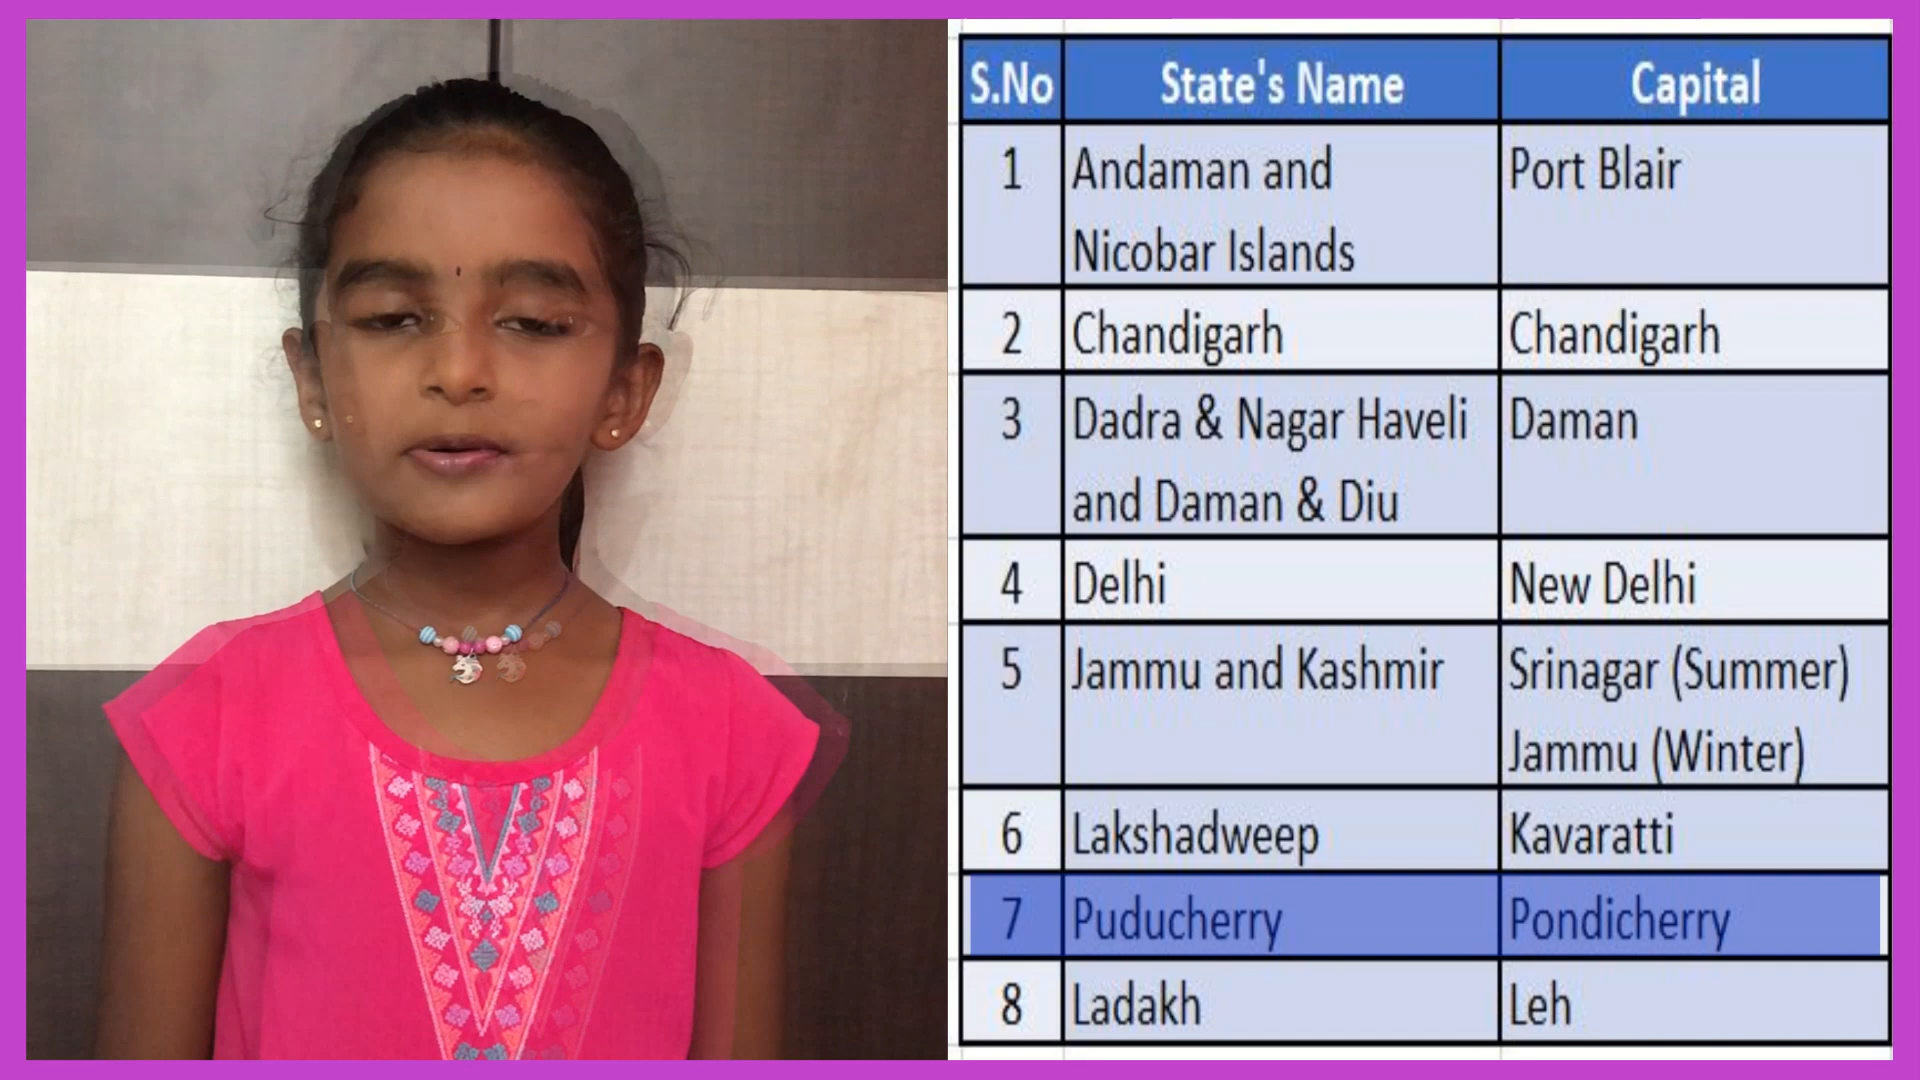 S.No State's Name Capital
1 Andaman and Port Blair
Nicobar Islands
2 Chandigarh Chandigarh
3 Dadra & Nagar Haveli Daman
and Daman & Diu
4 Delhi New Delhi
5 Jammu and Kashmir Srinagar (Summer)
Jammu (Winter)
6 Lakshadweep Kavaratti
7 Puducherry Pondicherry
8 Ladakh Leh